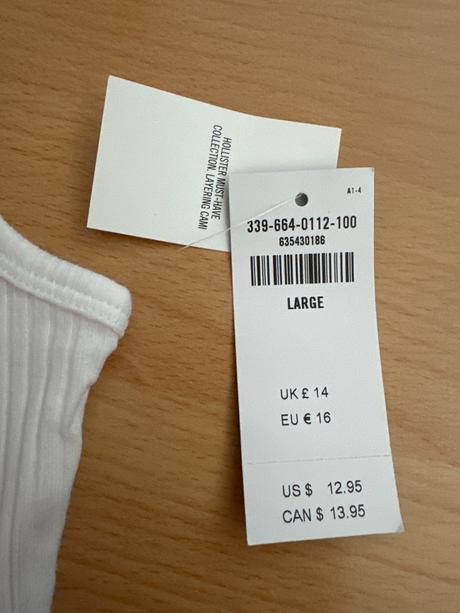 HOLLISTER MUST-HAVE
COLLECTION. LAYERING CAMI
A1-4
339-664-0112-100
635430186
LARGE
UK £ 14
EU € 16
US $ 12.95
CAN $ 13.95